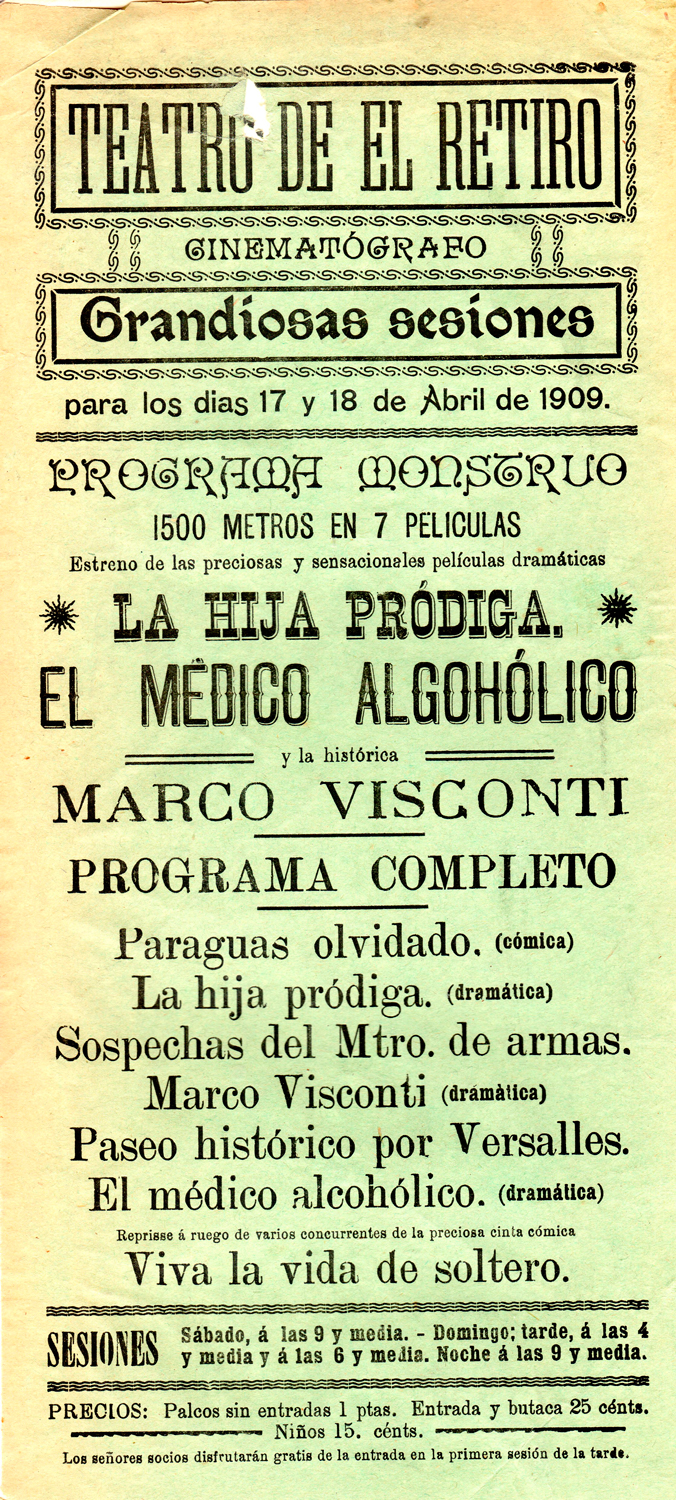 TEATRO DE EL RETIRO
CINEMATÓGRAFO
Grandiosas sesiones
para los dias 17 y 18 de Abril de 1909.
PROGRAMA MONSTRUO
1500 METROS EN 7 PELICULAS
Estreno de las preciosas y sensacionales películas dramáticas
LA HIJA PRÓDIGA.
EL MÉDICO ALGOHÓLICO
y la histórica
MARCO VISCONTI
PROGRAMA COMPLETO
Paraguas olvidado. (cómica)
La hija pródiga. (dramática)
Sospechas del Mtro. de armas.
Marco Visconti (dramàtica)
Paseo histórico por Versalles.
El médico alcohólico. (dramática)
Reprisse á ruego de varios concurrentes de la preciosa cinta cómica
Viva la vida de soltero.
SESIONES Sábado, á las 9 y media. - Domingo; tarde, á las 4
y media y á las 6 y media. Noche á las 9 y media.
PRECIOS: Palcos sin entradas 1 ptas. Entrada y butaca 25 cénts.
Niños 15. cénts.
Los señores socios disfrutarán gratis de la entrada en la primera sesión de la tarde.